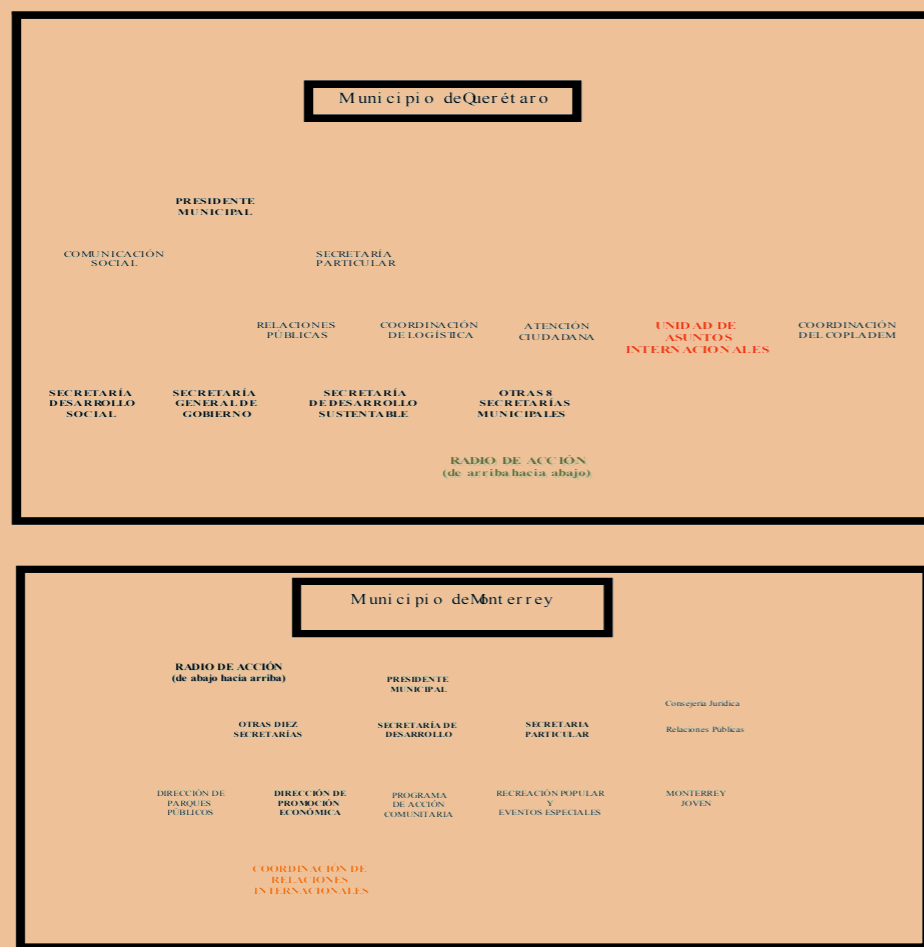 Municipio de Querétaro
PRESIDENTE
MUNICIPAL
COMUNICACIÓN
SOCIAL
SECRETARÍA
PARTICULAR
RELACIONES
PÚBLICAS
COORDINACIÓN
DE LOGÍSTICA
ATENCIÓN
CIUDADANA
UNIDAD DE
ASUNTOS
INTERNACIONALES
COORDINACIÓN
DEL COPLADEM
SECRETARÍA
DESARROLLO
SOCIAL
SECRETARÍA
GENERAL DE
GOBIERNO
SECRETARÍA
DE DESARROLLO
SUSTENTABLE
OTRAS 8
SECRETARÍAS
MUNICIPALES
RADIO DE ACCIÓN
(de arriba hacia abajo)
Municipio de Monterrey
RADIO DE ACCIÓN
(de abajo hacia arriba)
PRESIDENTE
MUNICIPAL
Consejería Jurídica
OTRAS DIEZ
SECRETARÍAS
SECRETARÍA DE
DESARROLLO
SECRETARIA
PARTICULAR
Relaciones Públicas
DIRECCIÓN DE
PARQUES
PÚBLICOS
DIRECCIÓN DE
PROMOCIÓN
ECONÓMICA
PROGRAMA
DE ACCIÓN
COMUNITARIA
RECREACIÓN POPULAR
Y
EVENTOS ESPECIALES
MONTERREY
JOVEN
COORDINACIÓN DE
RELACIONES
INTERNACIONALES